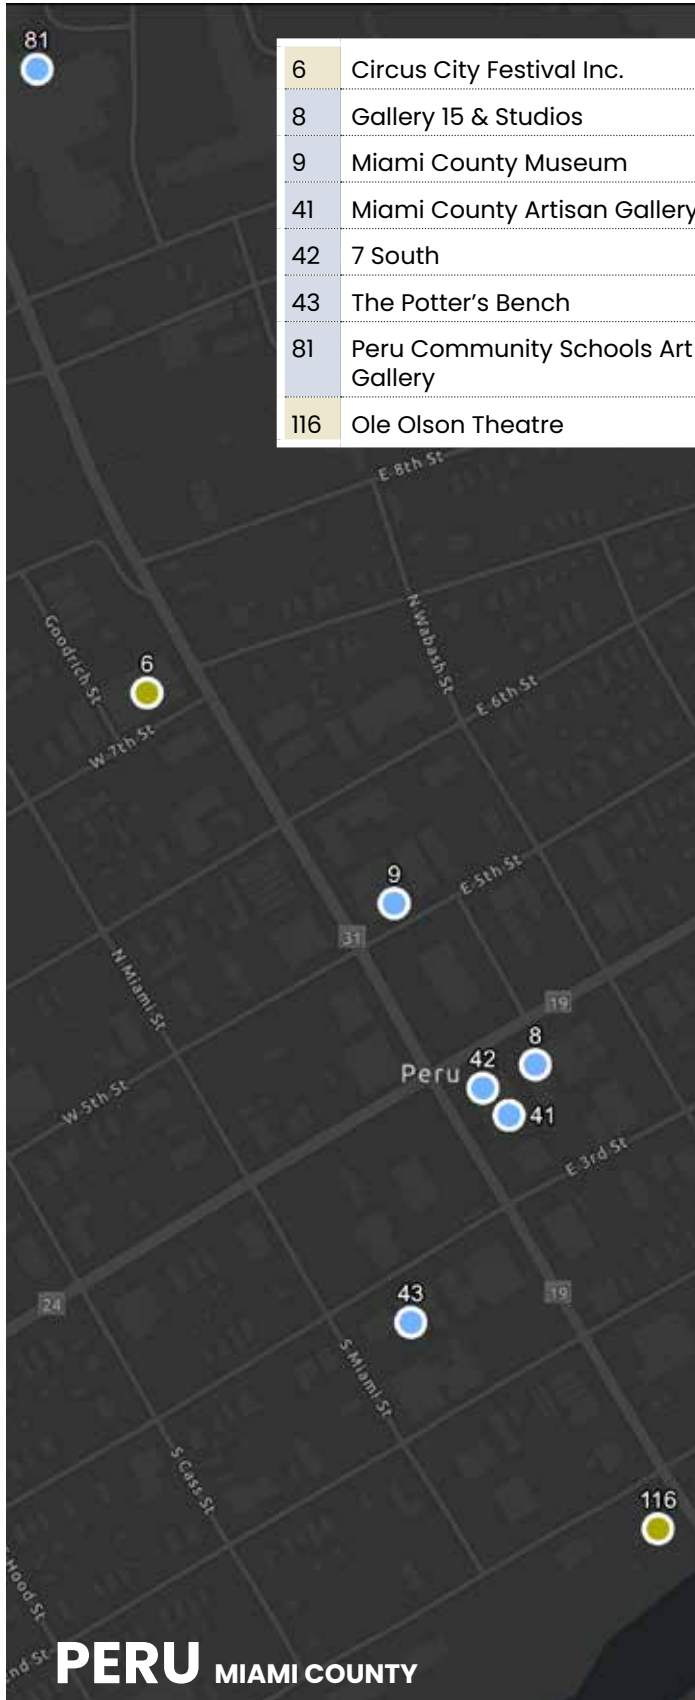 81
6 Circus City Festival Inc.
8 Gallery 15 & Studios
9 Miami County Museum
41 Miami County Artisan Gallery
42 7 South
43 The Potter's Bench
81 Peru Community Schools Art
Gallery
116 Ole Olson Theatre
E 8th St
N Wabash St
Goodrich St
6
E 6th St
W 7th St
9
E 5th St
31
N Miami St
19
8
42
Peru
41
W 5th St
E 3rd St
19
43
24
S Miami St
S Cass St
116
Hood St
nd St
PERU MIAMI COUNTY